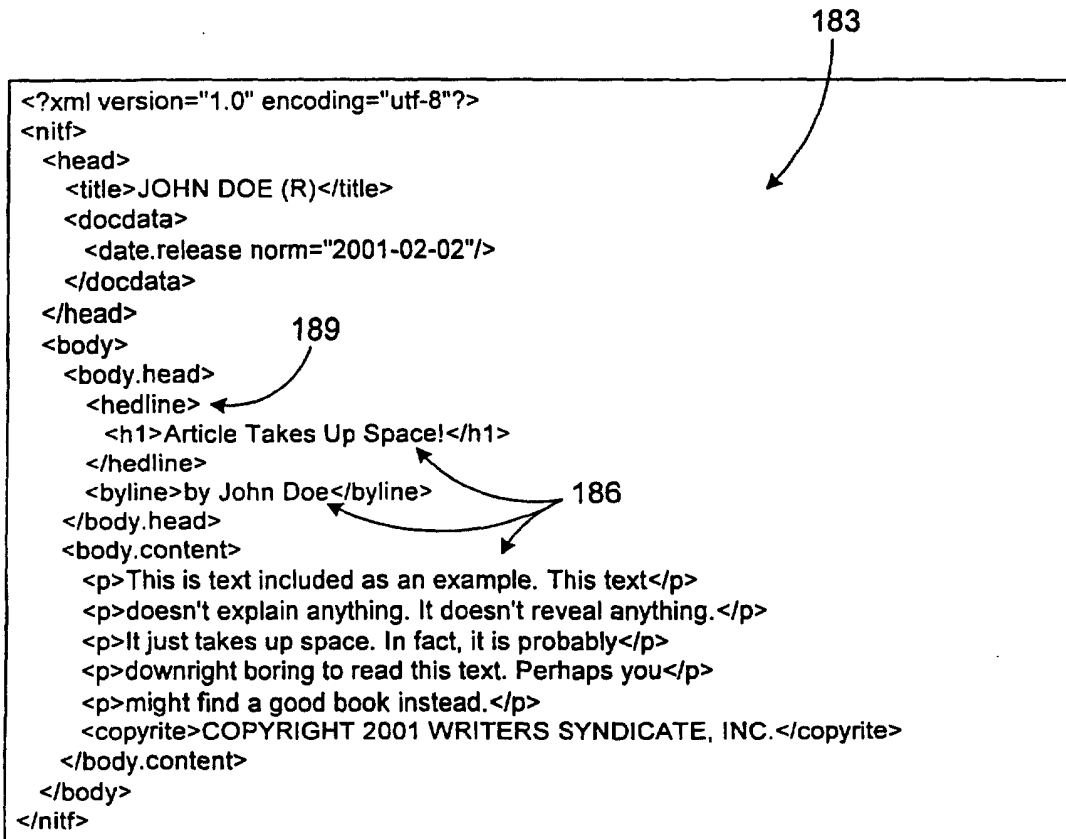 183
<?xml version="1.0" encoding="utf-8"?>
<nitf>
<head>
<title>JOHN DOE (R)</title>
<docdata>
<date.release norm="2001-02-02"/>
</docdata>
</head>
189
<body>
<body.head>
<hedline>
<h1>Article Takes Up Space!</h1>
</hedline>
<byline>by John Doe</byline>
186
</body.head>
<body.content>
<p>This is text included as an example. This text</p>
<p>doesn't explain anything. It doesn't reveal anything.</p>
<p>It just takes up space. In fact, it is probably</p>
<p>downright boring to read this text. Perhaps you</p>
<p>might find a good book instead.</p>
<copyrite>COPYRIGHT 2001 WRITERS SYNDICATE, INC.</copyrite>
</body.content>
</body>
</nitf>